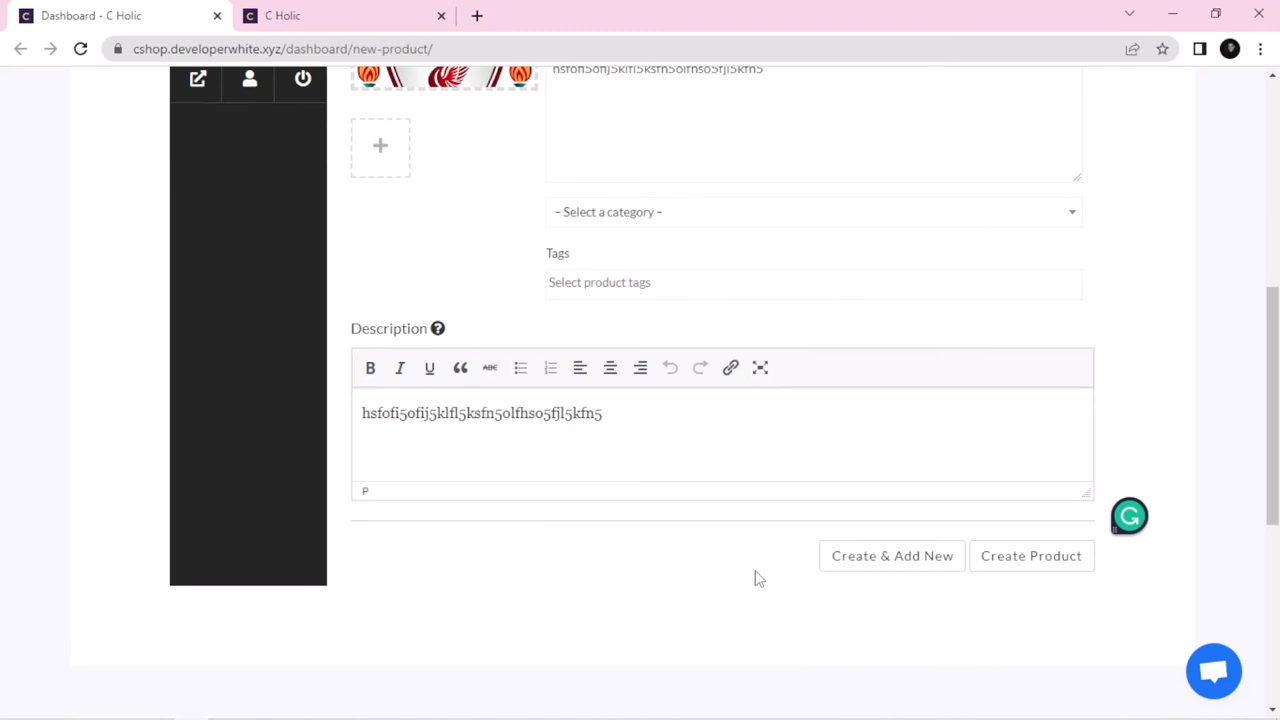 Dashboard - C Holic
C Holic
cshop.developerwhite.xyz/dashboard/new-product/
– Select a category –
Tags
Select product tags
Description
B I U ABC
hsfofi5ofij5klfl5ksfn5olfhso5fjl5kfn5
P
Create & Add New
Create Product